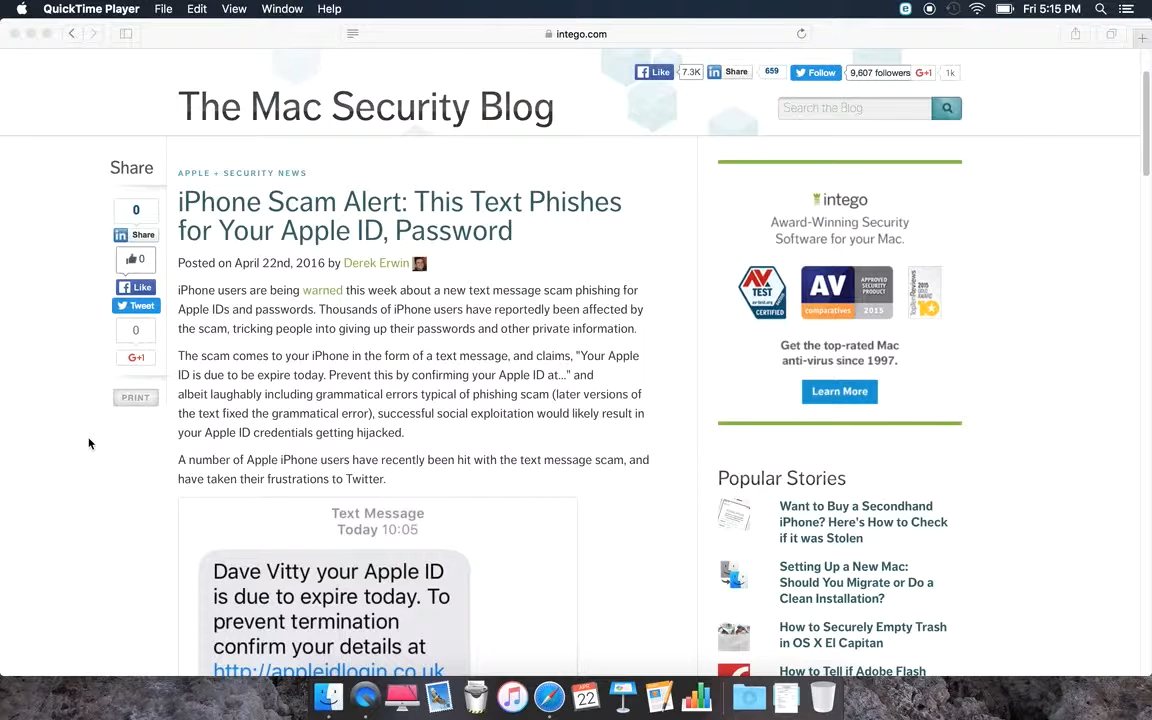 QuickTime Player File Edit View Window Help Fri 5:15 PM
intego.com
Like 7.3K Share 659 Follow 9,607 followers G+1 1k
The Mac Security Blog
Search the Blog
Share
0
Share
0
Like
Tweet
0
G+1
PRINT
APPLE + SECURITY NEWS
iPhone Scam Alert: This Text Phishes
for Your Apple ID, Password
Posted on April 22nd, 2016 by Derek Erwin
iPhone users are being warned this week about a new text message scam phishing for
Apple IDs and passwords. Thousands of iPhone users have reportedly been affected by
the scam, tricking people into giving up their passwords and other private information.
The scam comes to your iPhone in the form of a text message, and claims, "Your Apple
ID is due to be expire today. Prevent this by confirming your Apple ID at..." and
albeit laughably including grammatical errors typical of phishing scam (later versions of
the text fixed the grammatical error), successful social exploitation would likely result in
your Apple ID credentials getting hijacked.
A number of Apple iPhone users have recently been hit with the text message scam, and
have taken their frustrations to Twitter.
Text Message
Today 10:05
Dave Vitty your Apple ID
is due to expire today. To
prevent termination
confirm your details at
http://appleidlogin.co.uk
intego
Award-Winning Security
Software for your Mac.
AV
TEST
CERTIFIED
AV
comparatives
APPROVED
SECURITY
PRODUCT
2015
2015
Get the top-rated Mac
anti-virus since 1997.
Learn More
Popular Stories
Want to Buy a Secondhand
iPhone? Here's How to Check
if it was Stolen
Setting Up a New Mac:
Should You Migrate or Do a
Clean Installation?
How to Securely Empty Trash
in OS X El Capitan
How to Tell if Adobe Flash
22